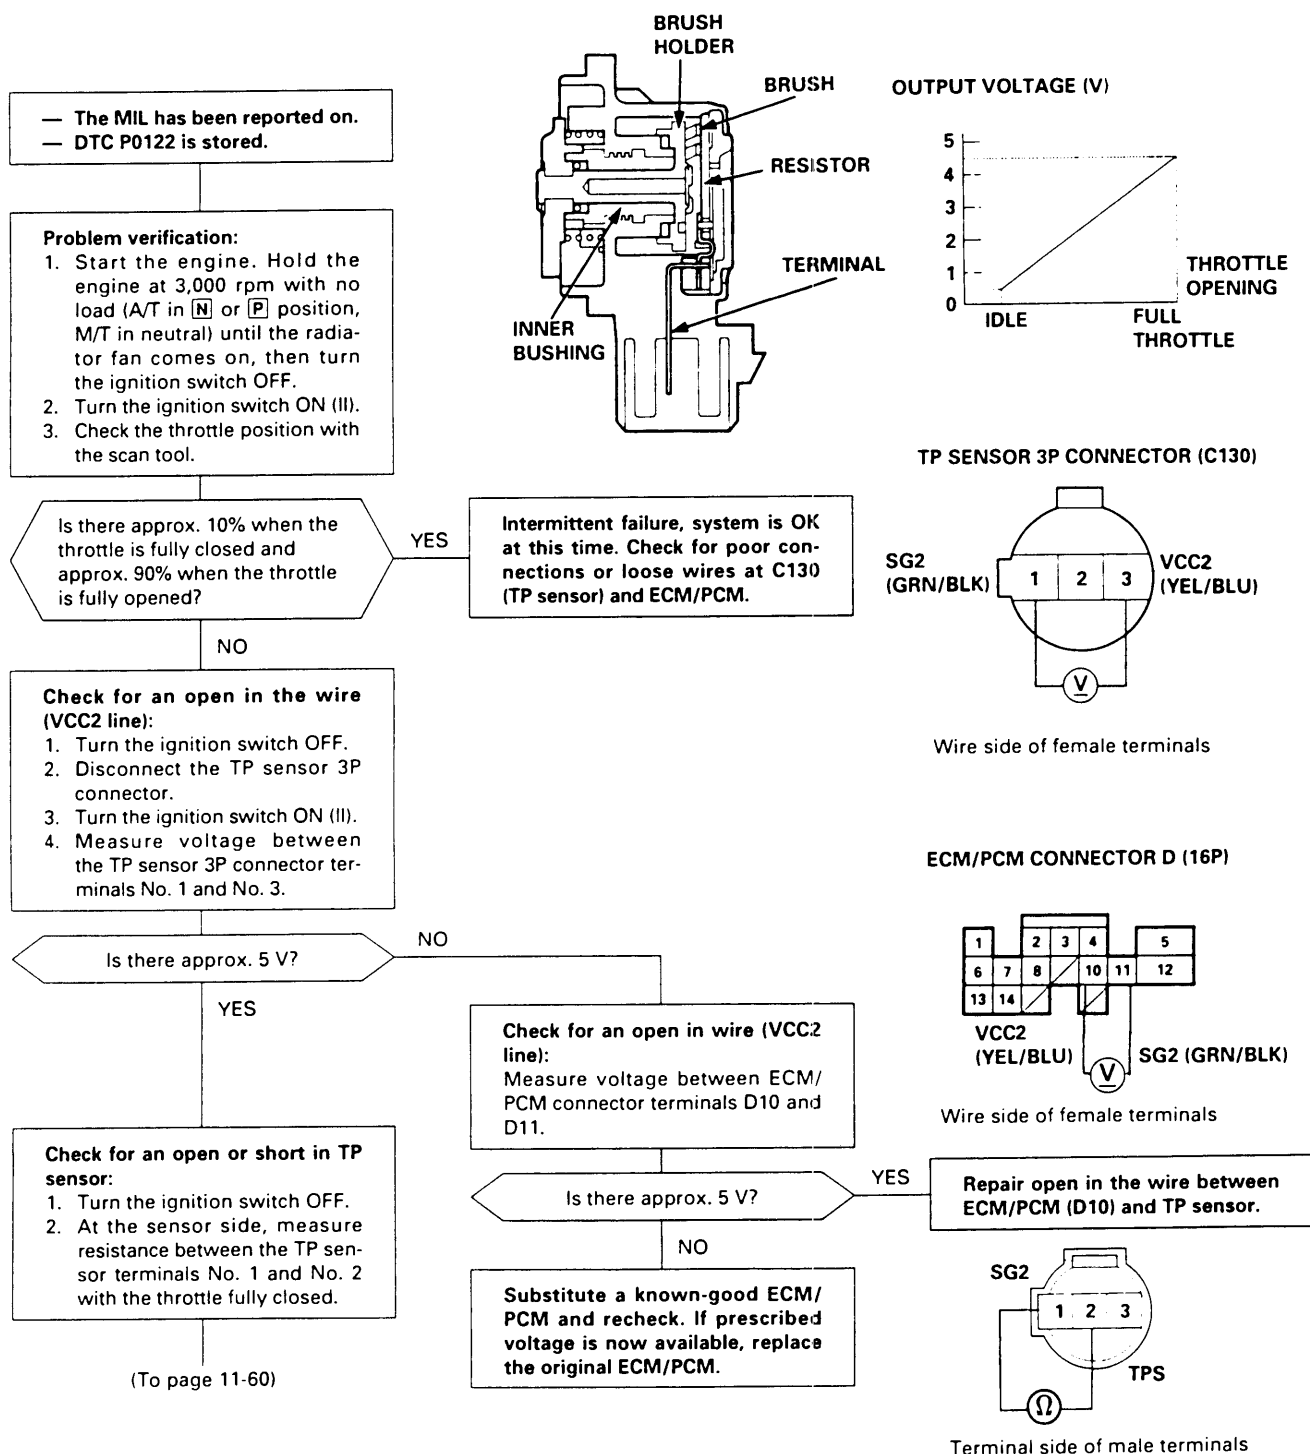 — The MIL has been reported on.
— DTC P0122 is stored.
Problem verification:
1. Start the engine. Hold the
engine at 3,000 rpm with no
load (A/T in N or P position,
M/T in neutral) until the radia-
tor fan comes on, then turn
the ignition switch OFF.
2. Turn the ignition switch ON (II).
3. Check the throttle position with
the scan tool.
Is there approx. 10% when the
throttle is fully closed and
approx. 90% when the throttle
is fully opened?
YES
Intermittent failure, system is OK
at this time. Check for poor con-
nections or loose wires at C130
(TP sensor) and ECM/PCM.
NO
Check for an open in the wire
(VCC2 line):
1. Turn the ignition switch OFF.
2. Disconnect the TP sensor 3P
connector.
3. Turn the ignition switch ON (II).
4. Measure voltage between
the TP sensor 3P connector ter-
minals No. 1 and No. 3.
Is there approx. 5 V?
NO
YES
Check for an open in wire (VCC2
line):
Measure voltage between ECM/
PCM connector terminals D10 and
D11.
Is there approx. 5 V?
YES
Repair open in the wire between
ECM/PCM (D10) and TP sensor.
NO
Substitute a known-good ECM/
PCM and recheck. If prescribed
voltage is now available, replace
the original ECM/PCM.
Check for an open or short in TP
sensor:
1. Turn the ignition switch OFF.
2. At the sensor side, measure
resistance between the TP sen-
sor terminals No. 1 and No. 2
with the throttle fully closed.
(To page 11-60)
BRUSH
HOLDER
BRUSH
RESISTOR
TERMINAL
INNER
BUSHING
OUTPUT VOLTAGE (V)
5
4
3
2
1
0
IDLE
FULL
THROTTLE
THROTTLE
OPENING
TP SENSOR 3P CONNECTOR (C130)
SG2
(GRN/BLK)
1 2 3
VCC2
(YEL/BLU)
V
Wire side of female terminals
ECM/PCM CONNECTOR D (16P)
1 2 3 4 5
6 7 8 10 11 12
13 14
VCC2
(YEL/BLU)
SG2 (GRN/BLK)
V
Wire side of female terminals
SG2
1 2 3
TPS
Ω
Terminal side of male terminals